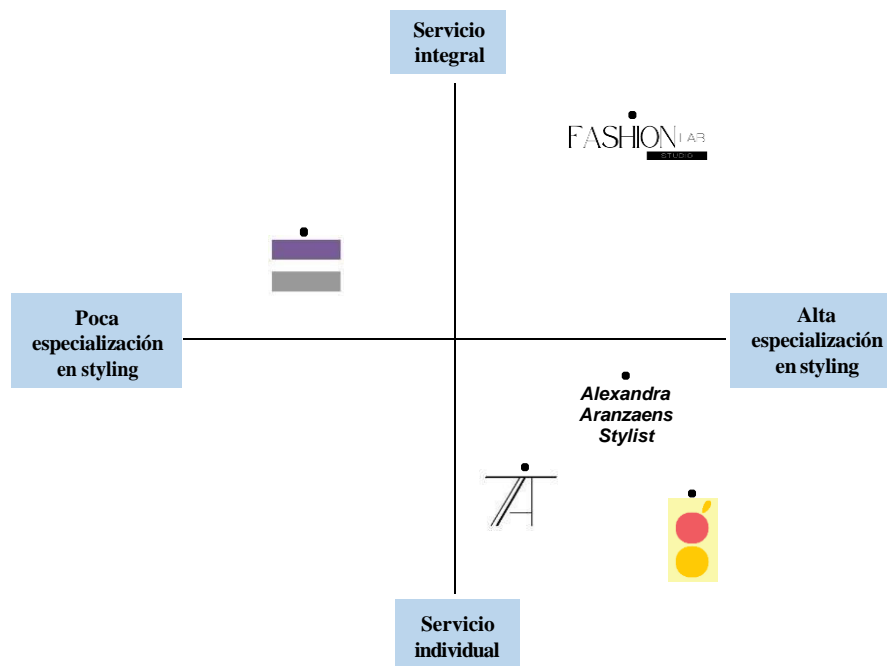 Servicio
integral
FASHION LAB
STUDIO
Poca
especialización
en styling
Alta
especialización
en styling
Alexandra
Aranzaens
Stylist
Servicio
individual